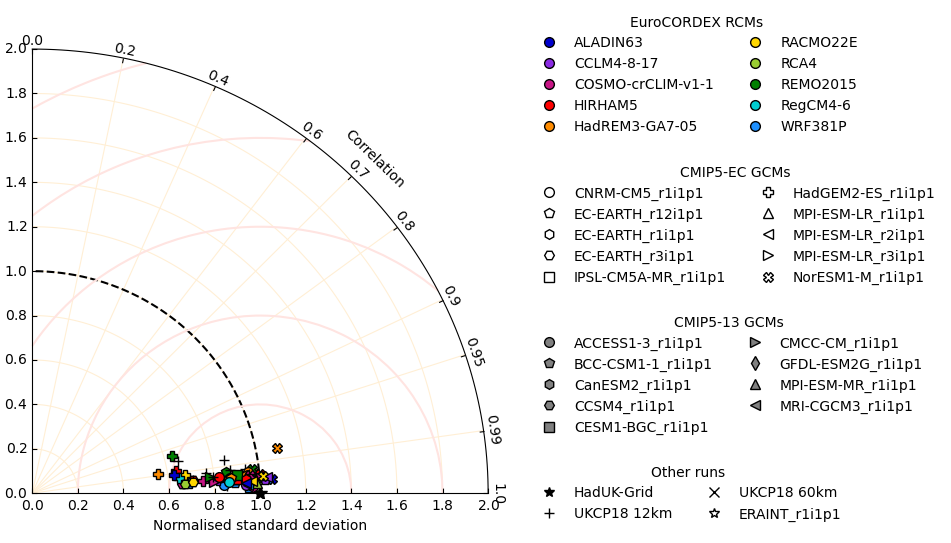 EuroCORDEX RCMs
ALADIN63
RACMO22E
CCLM4-8-17
RCA4
COSMO-crCLIM-v1-1
REMO2015
HIRHAM5
RegCM4-6
HadREM3-GA7-05
WRF381P
CMIP5-EC GCMs
CNRM-CM5_r1i1p1
HadGEM2-ES_r1i1p1
EC-EARTH_r12i1p1
MPI-ESM-LR_r1i1p1
EC-EARTH_r1i1p1
MPI-ESM-LR_r2i1p1
EC-EARTH_r3i1p1
MPI-ESM-LR_r3i1p1
IPSL-CM5A-MR_r1i1p1
NorESM1-M_r1i1p1
CMIP5-13 GCMs
ACCESS1-3_r1i1p1
CMCC-CM_r1i1p1
BCC-CSM1-1_r1i1p1
GFDL-ESM2G_r1i1p1
CanESM2_r1i1p1
MPI-ESM-MR_r1i1p1
CCSM4_r1i1p1
MRI-CGCM3_r1i1p1
CESM1-BGC_r1i1p1
Other runs
HadUK-Grid
UKCP18 60km
UKCP18 12km
ERAINT_r1i1p1
0.0
0.2
0.4
0.6
Correlation
0.7
0.8
0.9
0.95
0.99
1.0
2.0
1.8
1.6
1.4
1.2
1.0
0.8
0.6
0.4
0.2
0.0
0.0 0.2 0.4 0.6 0.8 1.0 1.2 1.4 1.6 1.8 2.0
Normalised standard deviation